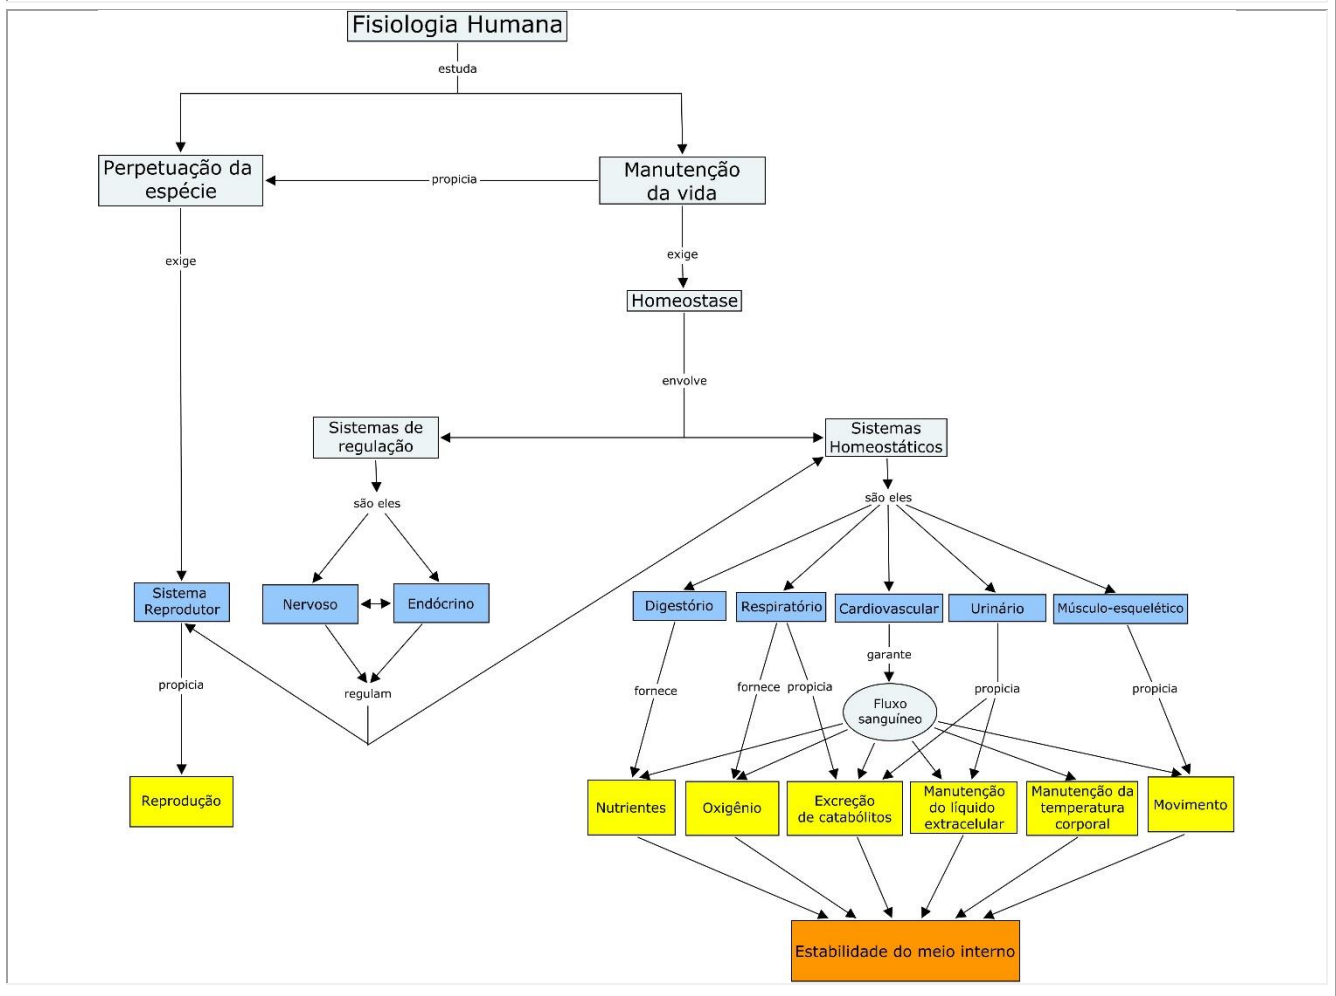 Fisiologia Humana
estuda
Perpetuação da
espécie
propicia
Manutenção
da vida
exige
exige
Homeostase
envolve
Sistemas de
regulação
Sistemas
Homeostáticos
são eles
são eles
Sistema
Reprodutor
Nervoso
Endócrino
Digestório
Respiratório
Cardiovascular
Urinário
Músculo-esquelético
garante
propicia
regulam
fornece
fornece
propicia
propicia
propicia
Fluxo
sanguíneo
Reprodução
Nutrientes
Oxigênio
Excreção
de catabólitos
Manutenção
do líquido
extracelular
Manutenção da
temperatura
corporal
Movimento
Estabilidade do meio interno